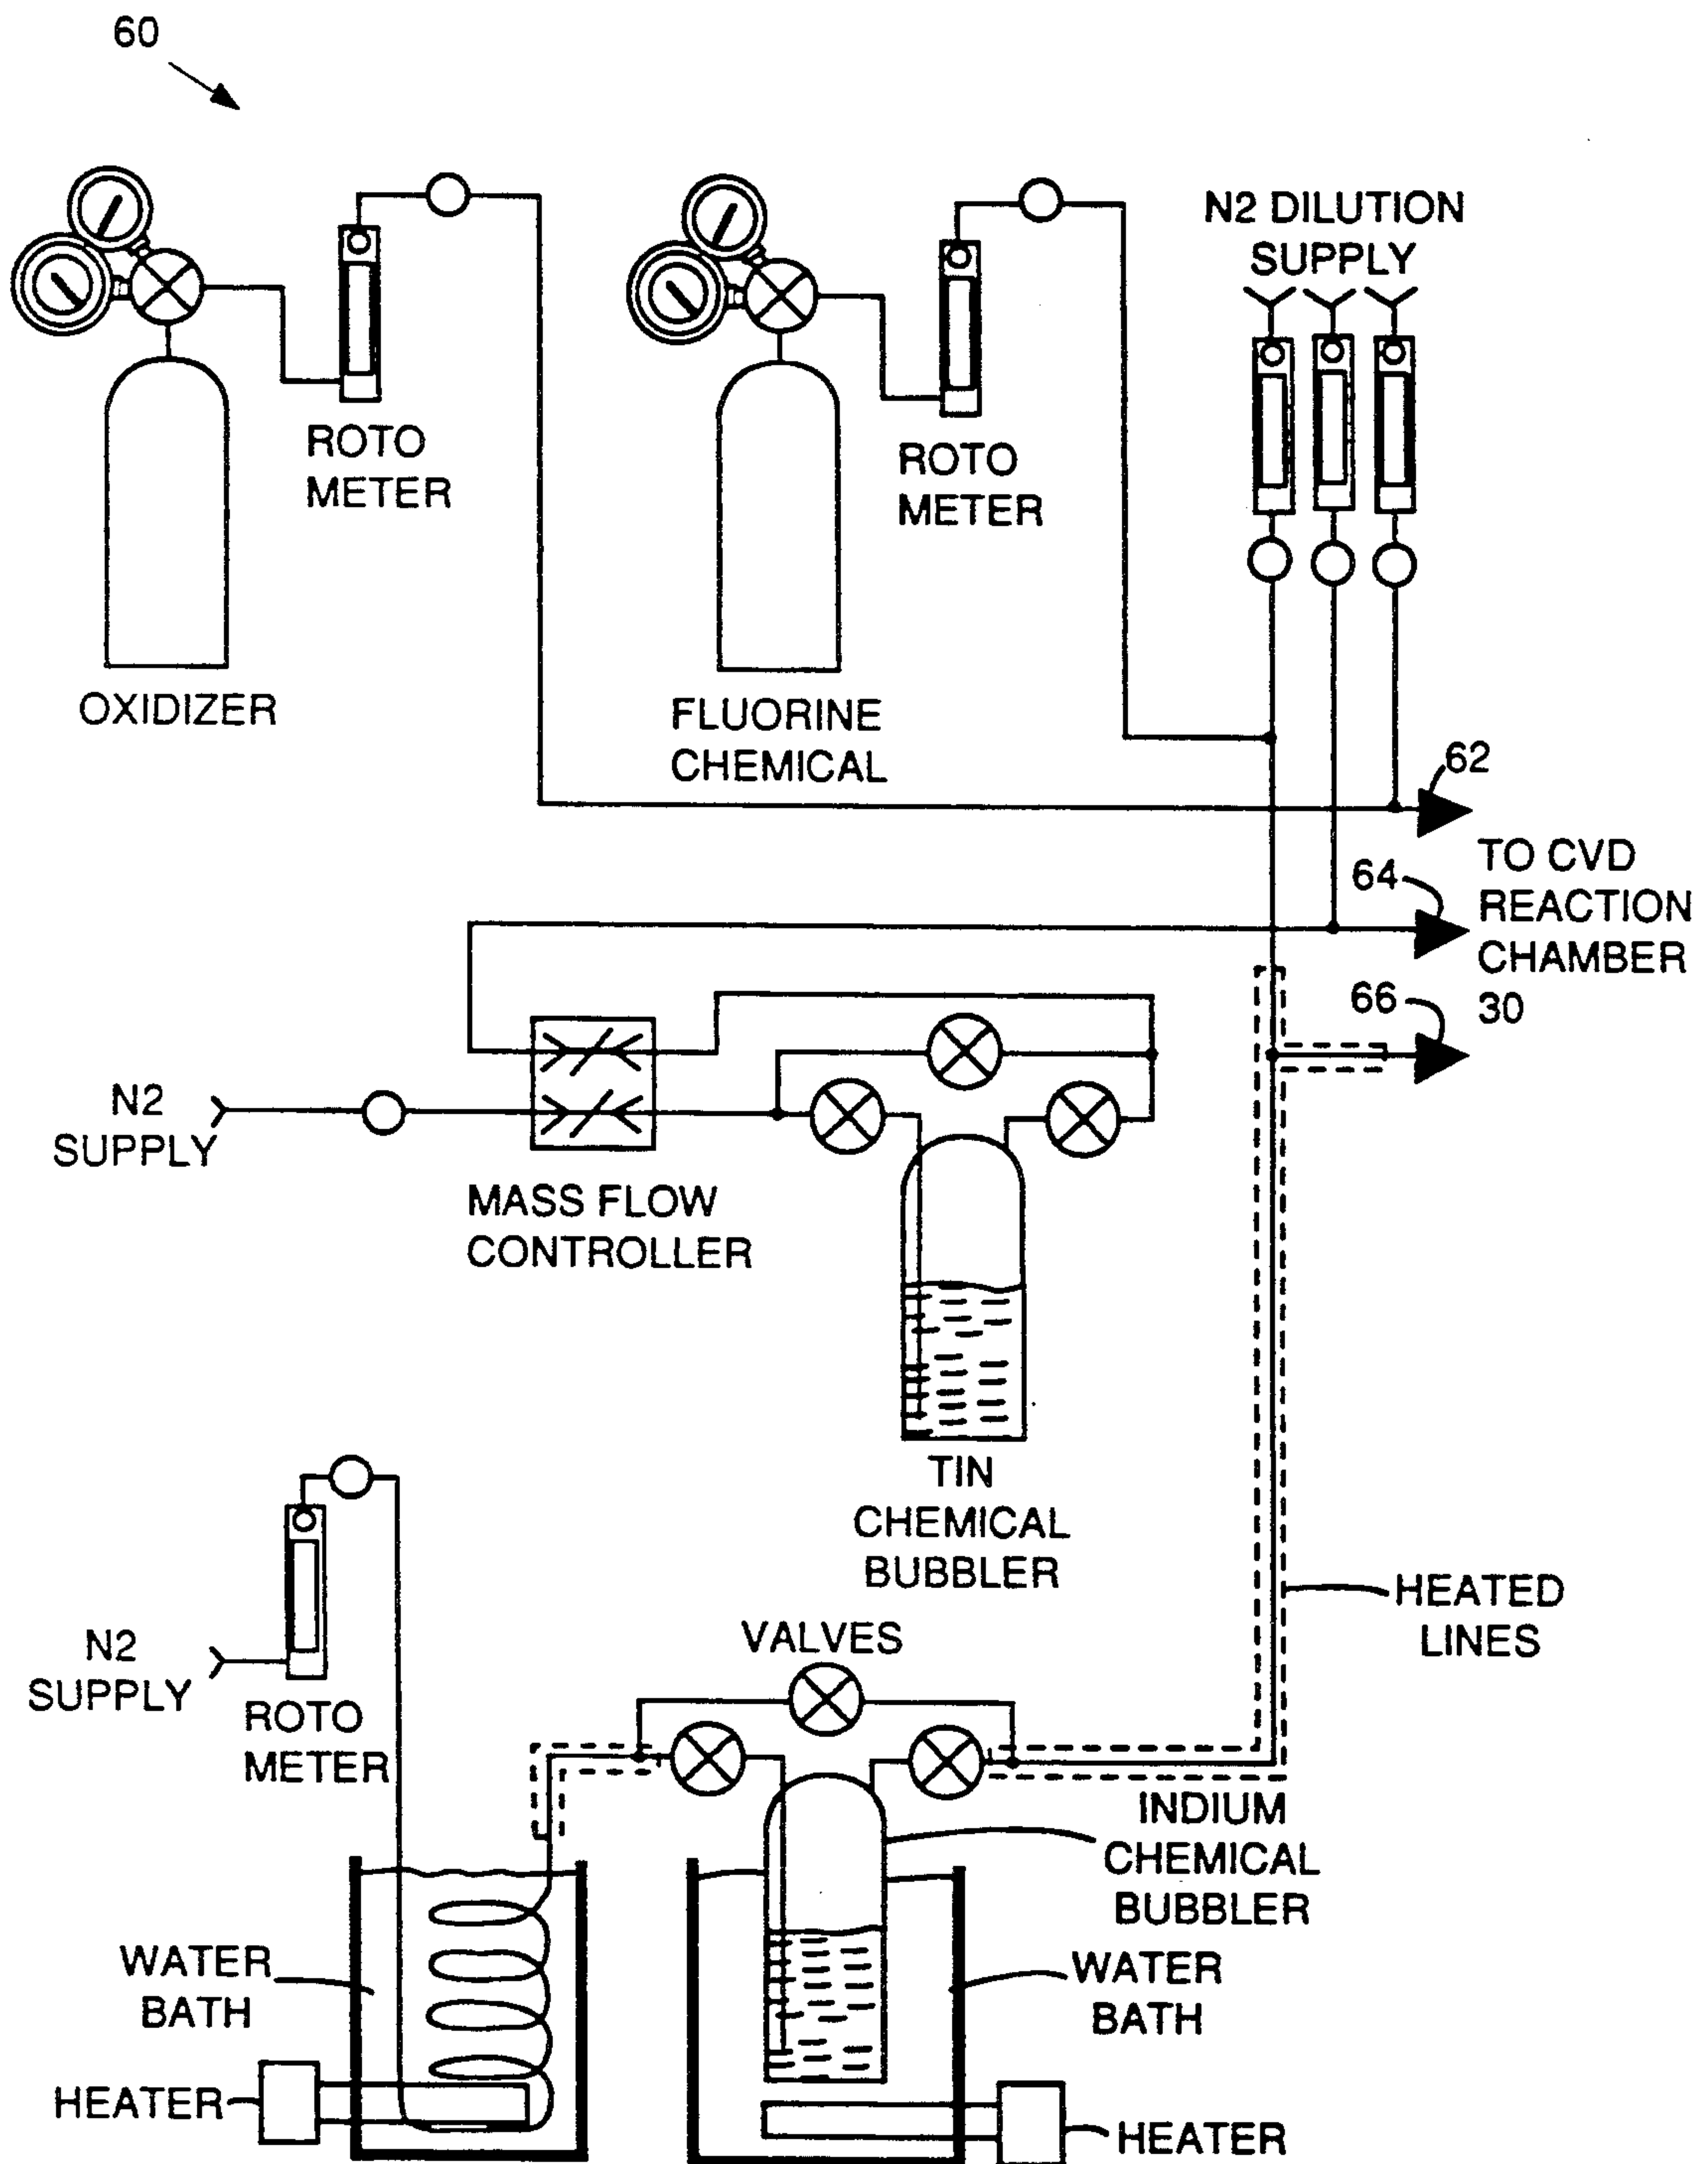 60
N2 DILUTION
SUPPLY
ROTO
METER
ROTO
METER
OXIDIZER
FLUORINE
CHEMICAL
62
TO CVD
REACTION
CHAMBER
30
64
66
N2
SUPPLY
MASS FLOW
CONTROLLER
TIN
CHEMICAL
BUBBLER
HEATED
LINES
N2
SUPPLY
ROTO
METER
VALVES
INDIUM
CHEMICAL
BUBBLER
WATER
BATH
WATER
BATH
HEATER
HEATER